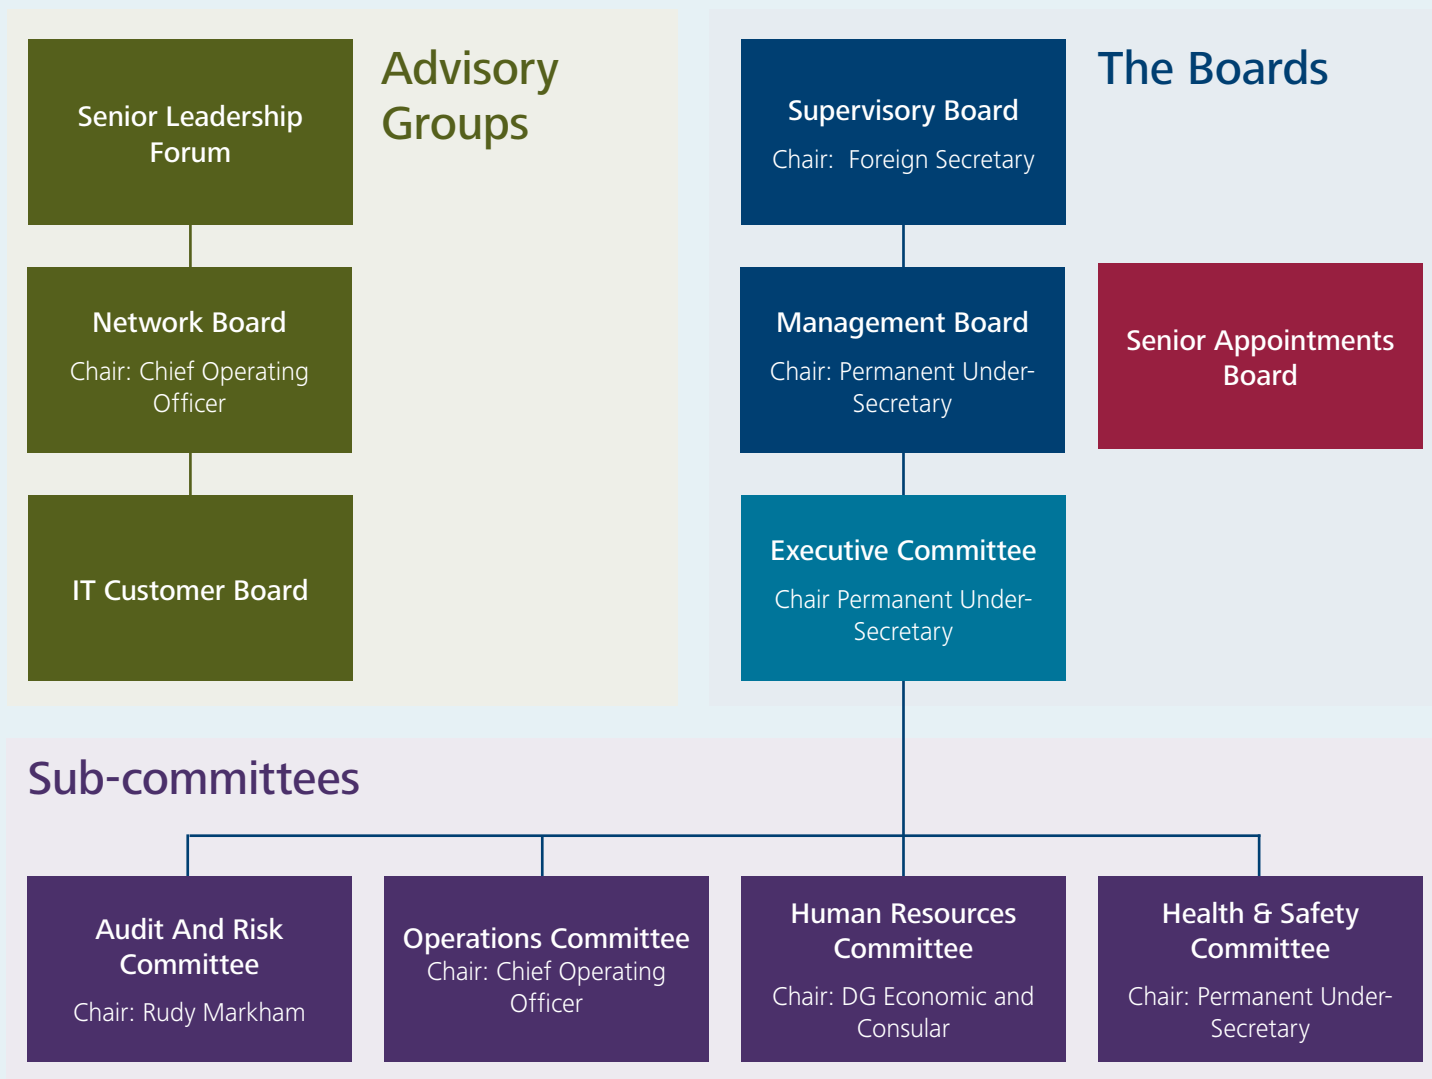 Advisory
Groups
Senior Leadership
Forum
Network Board
Chair: Chief Operating
Officer
IT Customer Board
The Boards
Supervisory Board
Chair:  Foreign Secretary
Management Board
Chair: Permanent Under-
Secretary
Senior Appointments
Board
Executive Committee
Chair Permanent Under-
Secretary
Sub-committees
Audit And Risk
Committee
Chair: Rudy Markham
Operations Committee
Chair: Chief Operating
Officer
Human Resources
Committee
Chair: DG Economic and
Consular
Health & Safety
Committee
Chair: Permanent Under-
Secretary